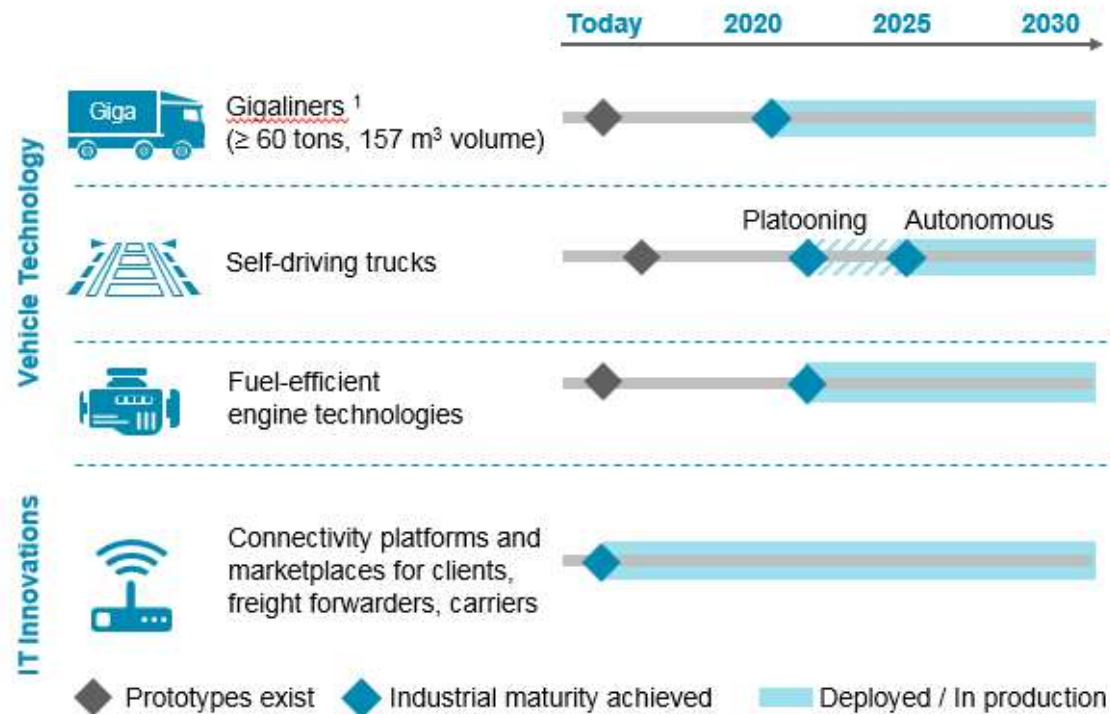 Today 2020 2025 2030
Vehicle Technology
Giga
Gigaliners ¹
(≥ 60 tons, 157 m³ volume)
Self-driving trucks
Platooning Autonomous
Fuel-efficient
engine technologies
IT Innovations
Connectivity platforms and
marketplaces for clients,
freight forwarders, carriers
Prototypes exist Industrial maturity achieved Deployed / In production